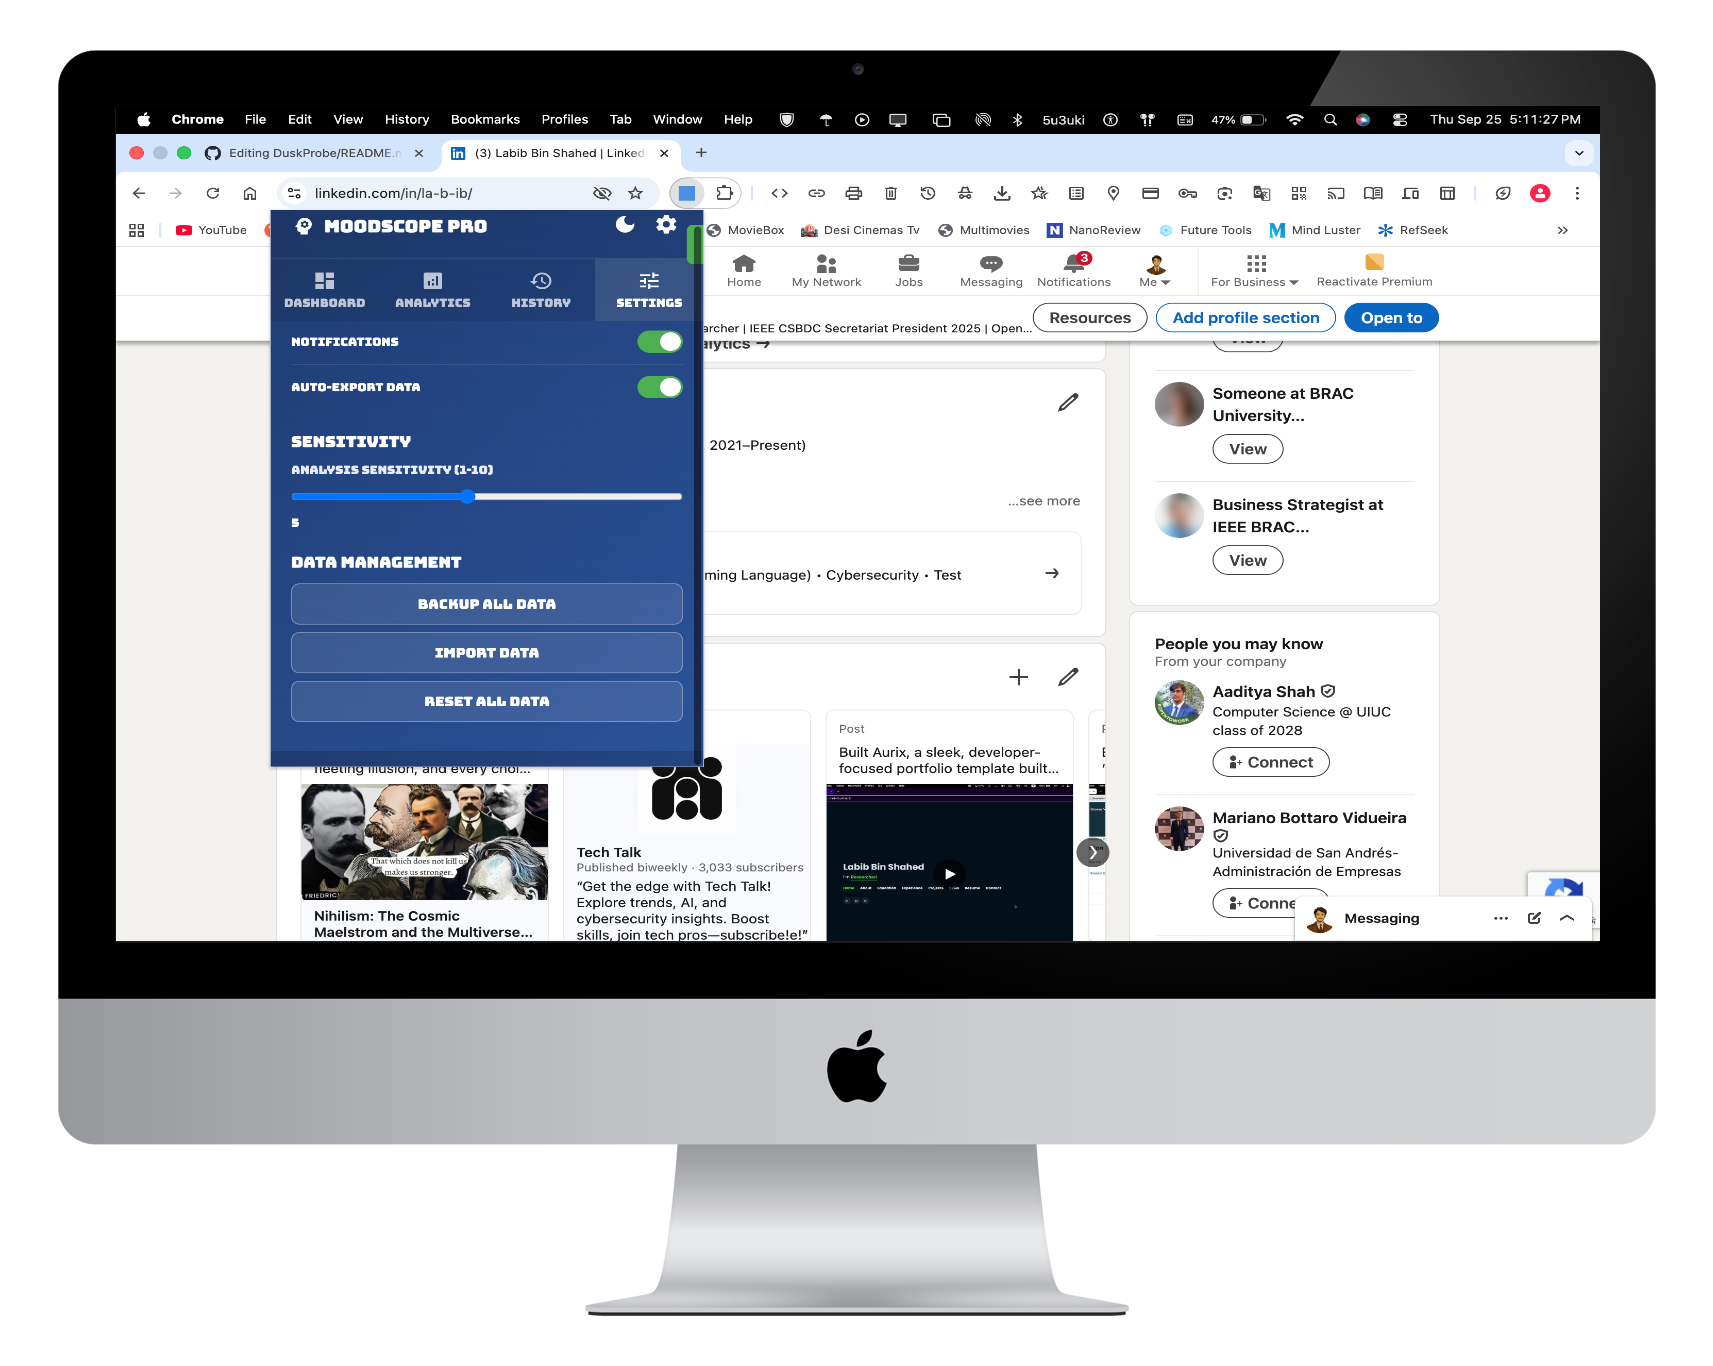 Chrome File Edit View History Bookmarks Profiles Tab Window Help 5u3uki 47% Thu Sep 25 5:11:27 PM
Editing DuskProbe/README.n (3) Labib Bin Shahed | Linked
linkedin.com/in/la-b-ib/
YouTube MovieBox Desi Cinemas Tv Multimovies NanoReview Future Tools Mind Luster RefSeek
MOODSCOPE PRO
DASHBOARD ANALYTICS HISTORY SETTINGS
NOTIFICATIONS
AUTO-EXPORT DATA
SENSITIVITY
ANALYSIS SENSITIVITY (1-10)
5
DATA MANAGEMENT
BACKUP ALL DATA
IMPORT DATA
RESET ALL DATA
3
Home My Network Jobs Messaging Notifications Me For Business Reactivate Premium
archer | IEEE CSBDC Secretariat President 2025 | Open...
Resources Add profile section Open to
alytics →
2021–Present)
...see more
ming Language) • Cybersecurity • Test
fleeting illusion, and every choi...
That which does not kill us
makes us stronger.
FRIEDRIC
Nihilism: The Cosmic
Maelstrom and the Multiverse...
Tech Talk
Published biweekly · 3,033 subscribers
“Get the edge with Tech Talk!
Explore trends, AI, and
cybersecurity insights. Boost
skills, join tech pros—subscribe!e!”
Post
Built Aurix, a sleek, developer-
focused portfolio template built...
Labib Bin Shahed
I'm Researcher
Home About Education Experience Projects Resume Contact
View
Someone at BRAC
University...
View
Business Strategist at
IEEE BRAC...
View
People you may know
From your company
Aaditya Shah
Computer Science @ UIUC
class of 2028
Connect
Mariano Bottaro Vidueira
Universidad de San Andrés-
Administración de Empresas
Conne
Messaging